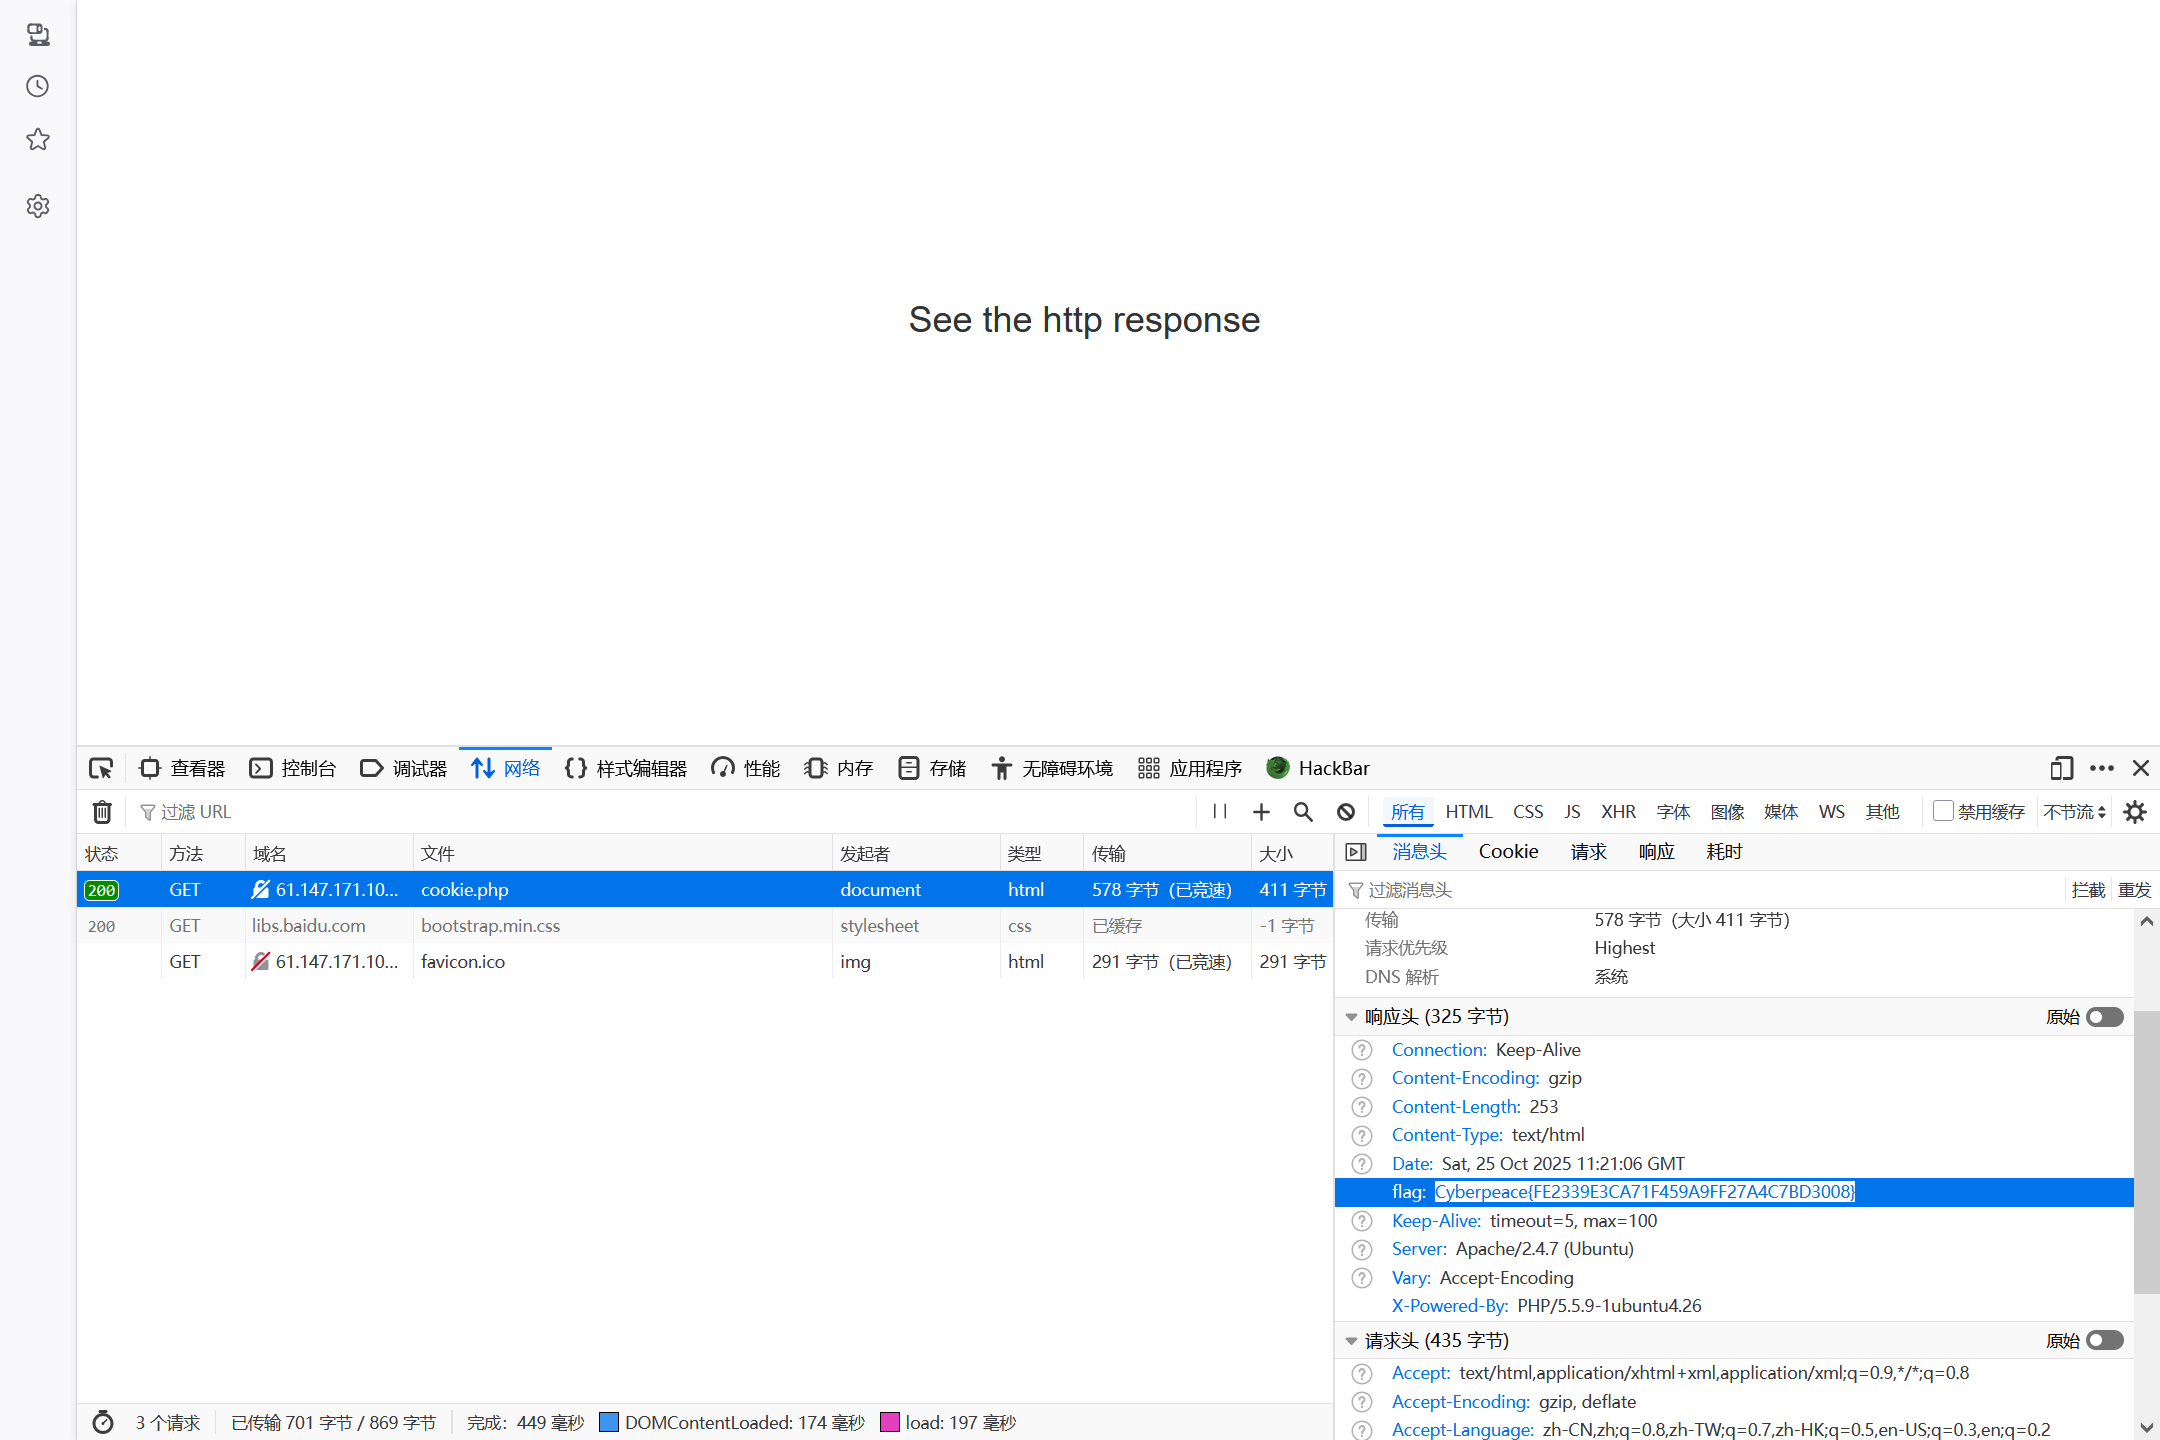 See the http response
查看器 控制台 调试器 网络 样式编辑器 性能 内存 存储 无障碍环境 应用程序 HackBar
过滤 URL 所有 HTML CSS JS XHR 字体 图像 媒体 WS 其他 禁用缓存 不节流
状态 方法 域名 文件 发起者 类型 传输 大小
200 GET 61.147.171.10... cookie.php document html 578 字节（已竞速） 411 字节
200 GET libs.baidu.com bootstrap.min.css stylesheet css 已缓存 -1 字节
GET 61.147.171.10... favicon.ico img html 291 字节（已竞速） 291 字节
消息头 Cookie 请求 响应 耗时
过滤消息头 拦截 重发
传输 578 字节（大小 411 字节）
请求优先级 Highest
DNS 解析 系统
响应头 (325 字节) 原始
Connection: Keep-Alive
Content-Encoding: gzip
Content-Length: 253
Content-Type: text/html
Date: Sat, 25 Oct 2025 11:21:06 GMT
flag: Cyberpeace{FE2339E3CA71F459A9FF27A4C7BD3008}
Keep-Alive: timeout=5, max=100
Server: Apache/2.4.7 (Ubuntu)
Vary: Accept-Encoding
X-Powered-By: PHP/5.5.9-1ubuntu4.26
请求头 (435 字节) 原始
Accept: text/html,application/xhtml+xml,application/xml;q=0.9,*/*;q=0.8
Accept-Encoding: gzip, deflate
Accept-Language: zh-CN,zh;q=0.8,zh-TW;q=0.7,zh-HK;q=0.5,en-US;q=0.3,en;q=0.2
3 个请求 已传输 701 字节 / 869 字节 完成：449 毫秒 DOMContentLoaded: 174 毫秒 load: 197 毫秒